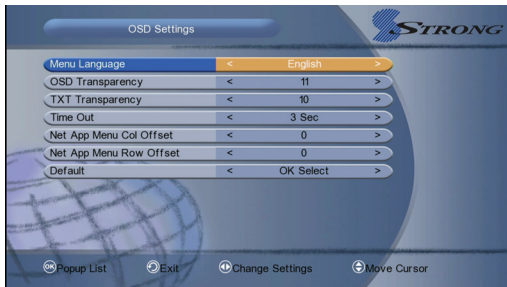 OSD Settings
STRONG
Menu Language < English >
OSD Transparency < 11 >
TXT Transparency < 10 >
Time Out < 3 Sec >
Net App Menu Col Offset < 0 >
Net App Menu Row Offset < 0 >
Default < OK Select >
OK Popup List Exit Change Settings Move Cursor